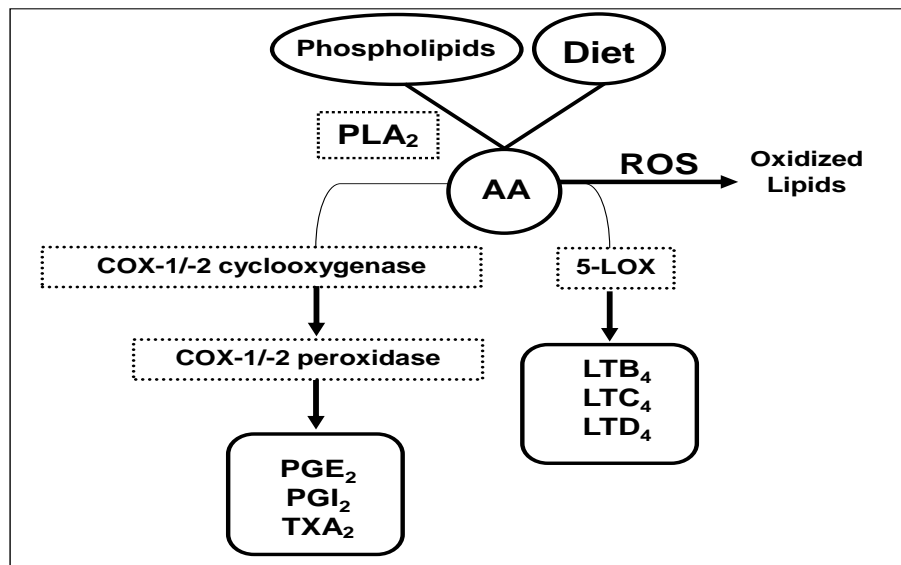 Phospholipids
Diet
PLA₂
AA
ROS
Oxidized
Lipids
COX-1/-2 cyclooxygenase
5-LOX
COX-1/-2 peroxidase
LTB₄
LTC₄
LTD₄
PGE₂
PGI₂
TXA₂